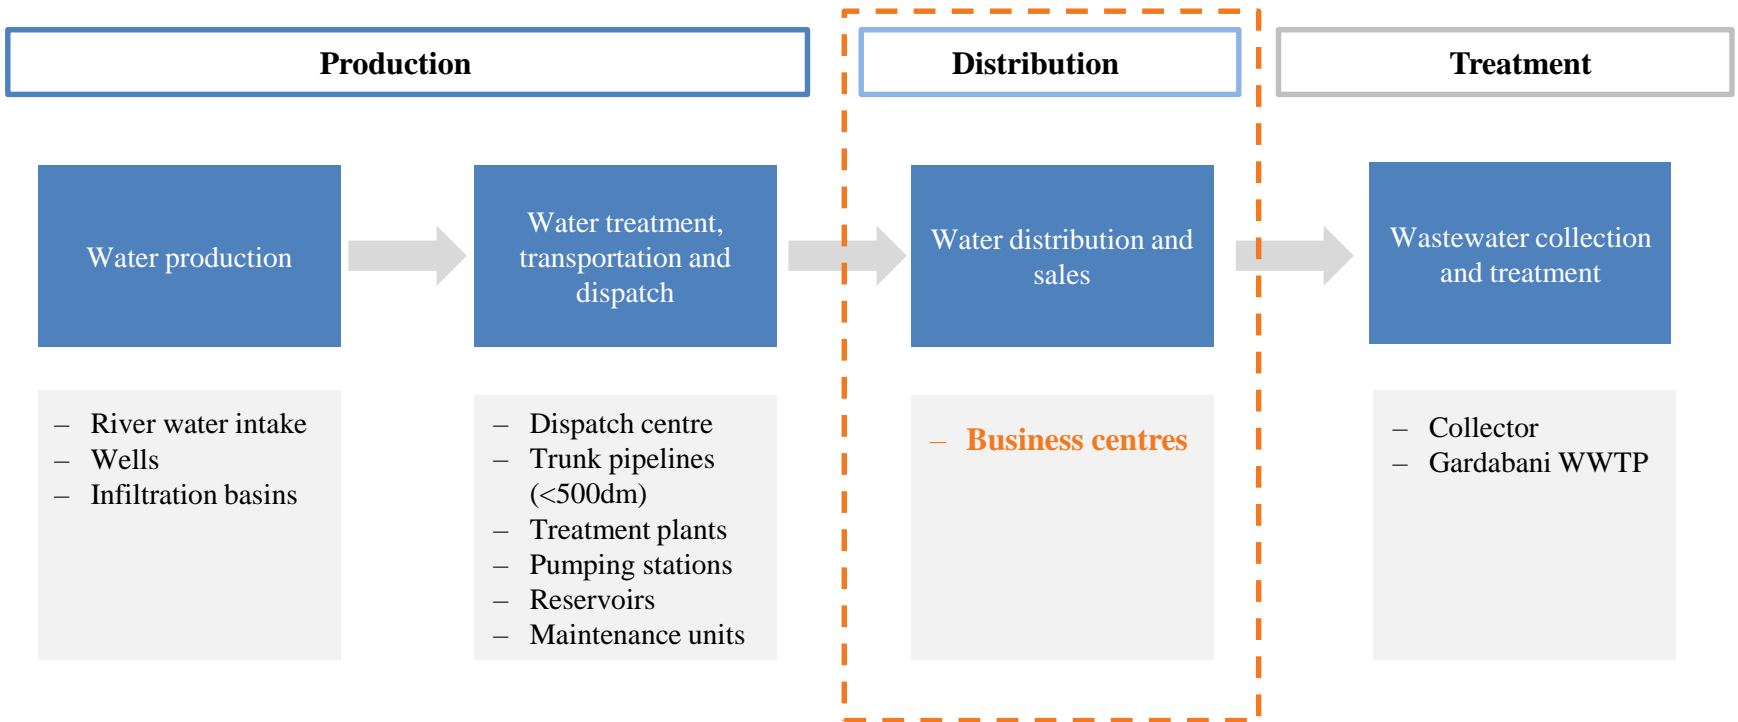 Production
Distribution
Treatment
Water production
Water treatment,
transportation and
dispatch
Water distribution and
sales
Wastewater collection
and treatment
– River water intake
– Wells
– Infiltration basins
– Dispatch centre
– Trunk pipelines
(<500dm)
– Treatment plants
– Pumping stations
– Reservoirs
– Maintenance units
– Business centres
– Collector
– Gardabani WWTP